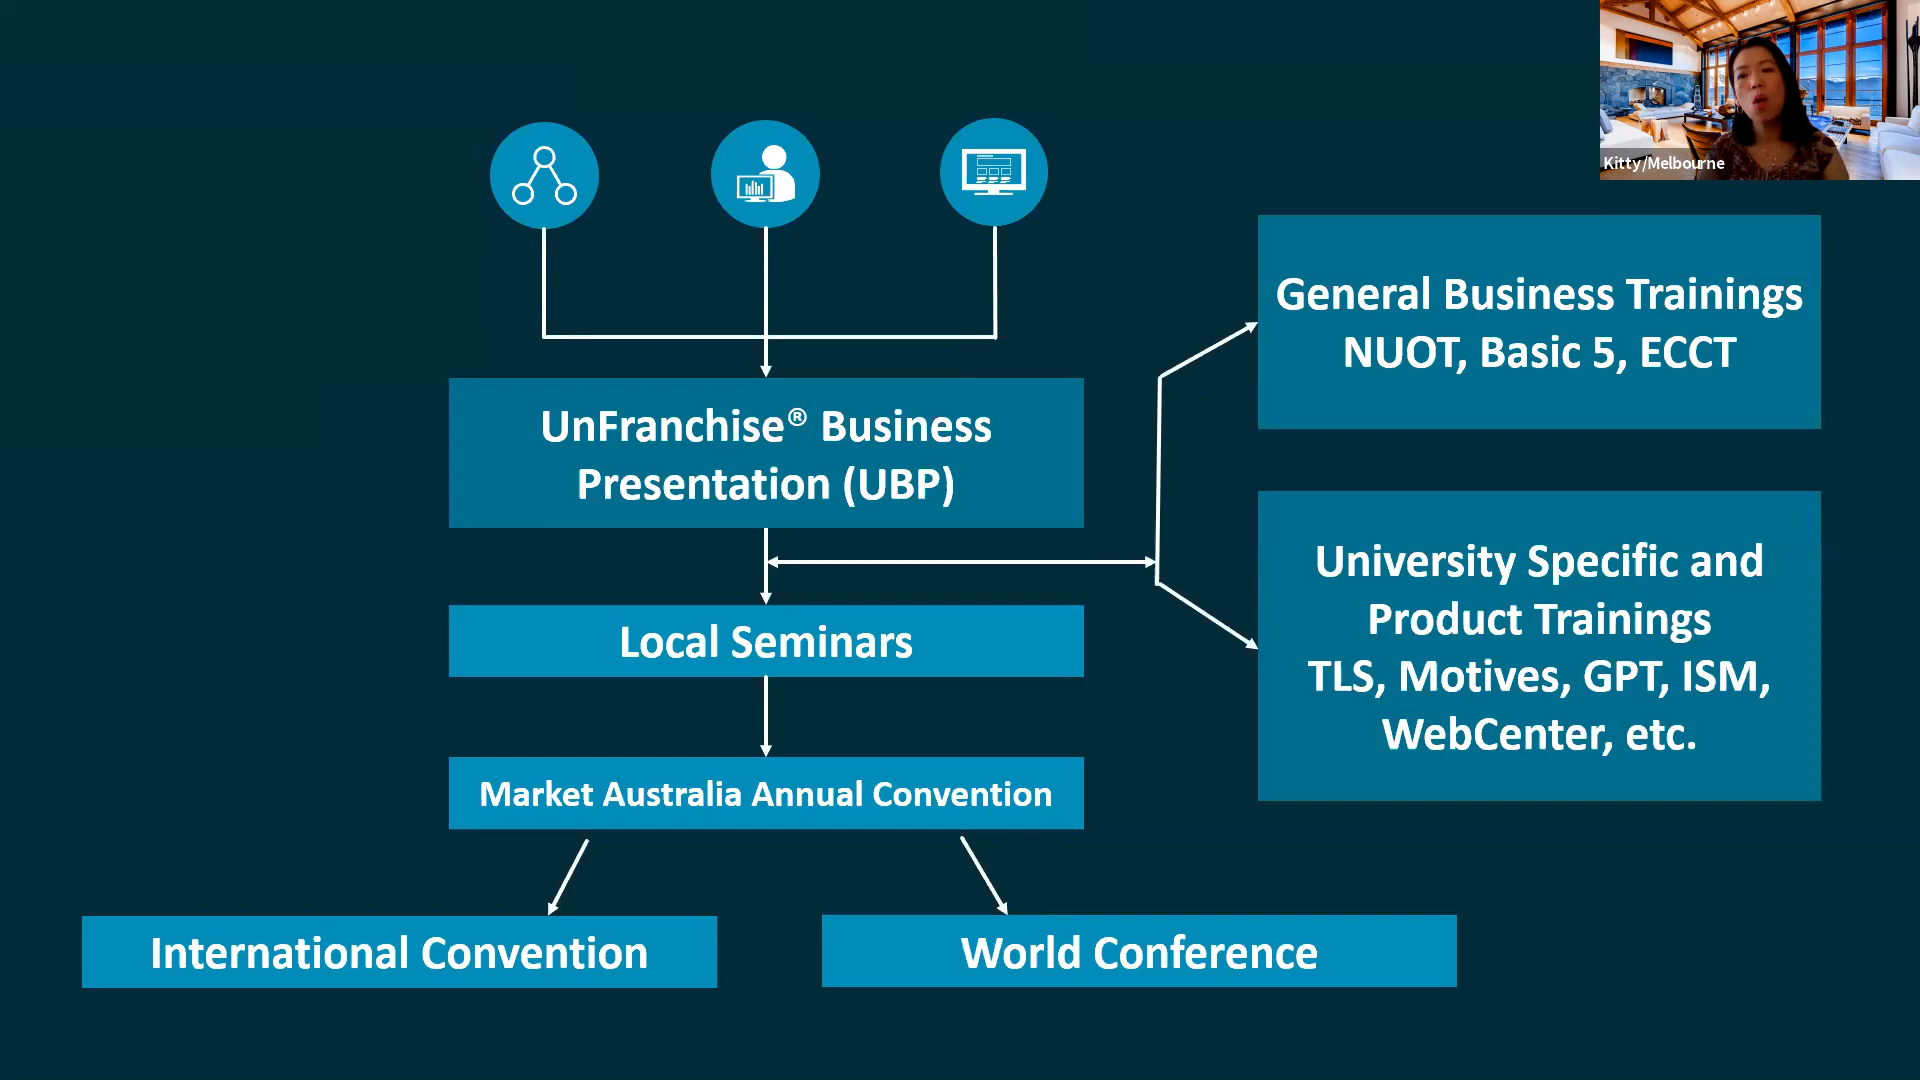 Kitty/Melbourne
General Business Trainings
NUOT, Basic 5, ECCT
UnFranchise® Business
Presentation (UBP)
University Specific and
Product Trainings
TLS, Motives, GPT, ISM,
WebCenter, etc.
Local Seminars
Market Australia Annual Convention
International Convention
World Conference